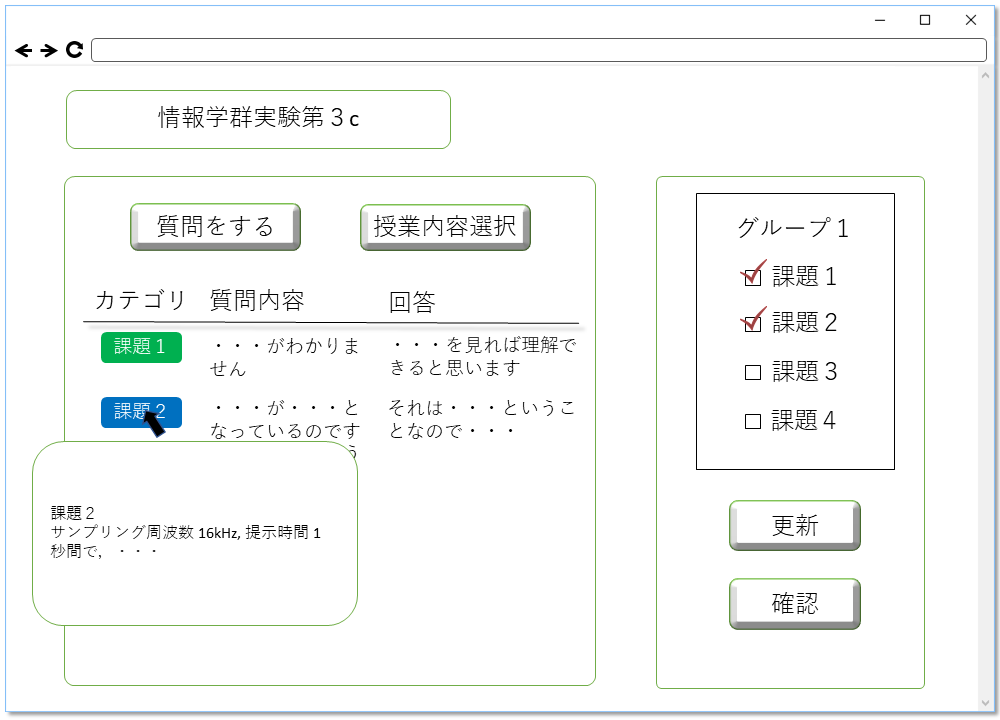 情報学群実験第３c
質問をする
授業内容選択
カテゴリ 質問内容 回答
課題１
・・・がわかりま
せん
・・・を見れば理解で
きると思います
課題２
・・・が・・・と
なっているのです
う
それは・・・というこ
となので・・・
課題２
サンプリング周波数 16kHz, 提示時間 1
秒間で，・・・
グループ１
課題１
課題２
課題３
課題４
更新
確認